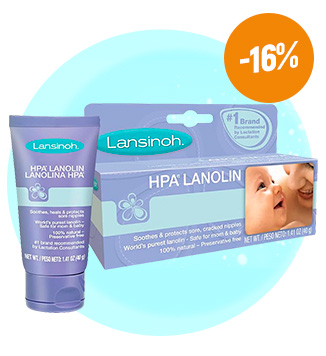 -16%
#1 Brand
Recommended
by Lactation
Consultants
Lansinoh.
HPA® LANOLIN
Soothes & protects sore, cracked nipples
World's purest lanolin - Safe for mom & baby
100% natural – Preservative free
NET WT. / PESO NETO: 1.41 OZ (40 g)
Lansinoh.
HPA® LANOLIN
LANOLINA HPA®
Soothes, heals & protects
sore nipples
World's purest lanolin –
Safe for mom & baby
100% natural –
Preservative free
#1 brand recommended
by Lactation Consultants
NET WT. / PESO NETO: 1.41 OZ (40 g)